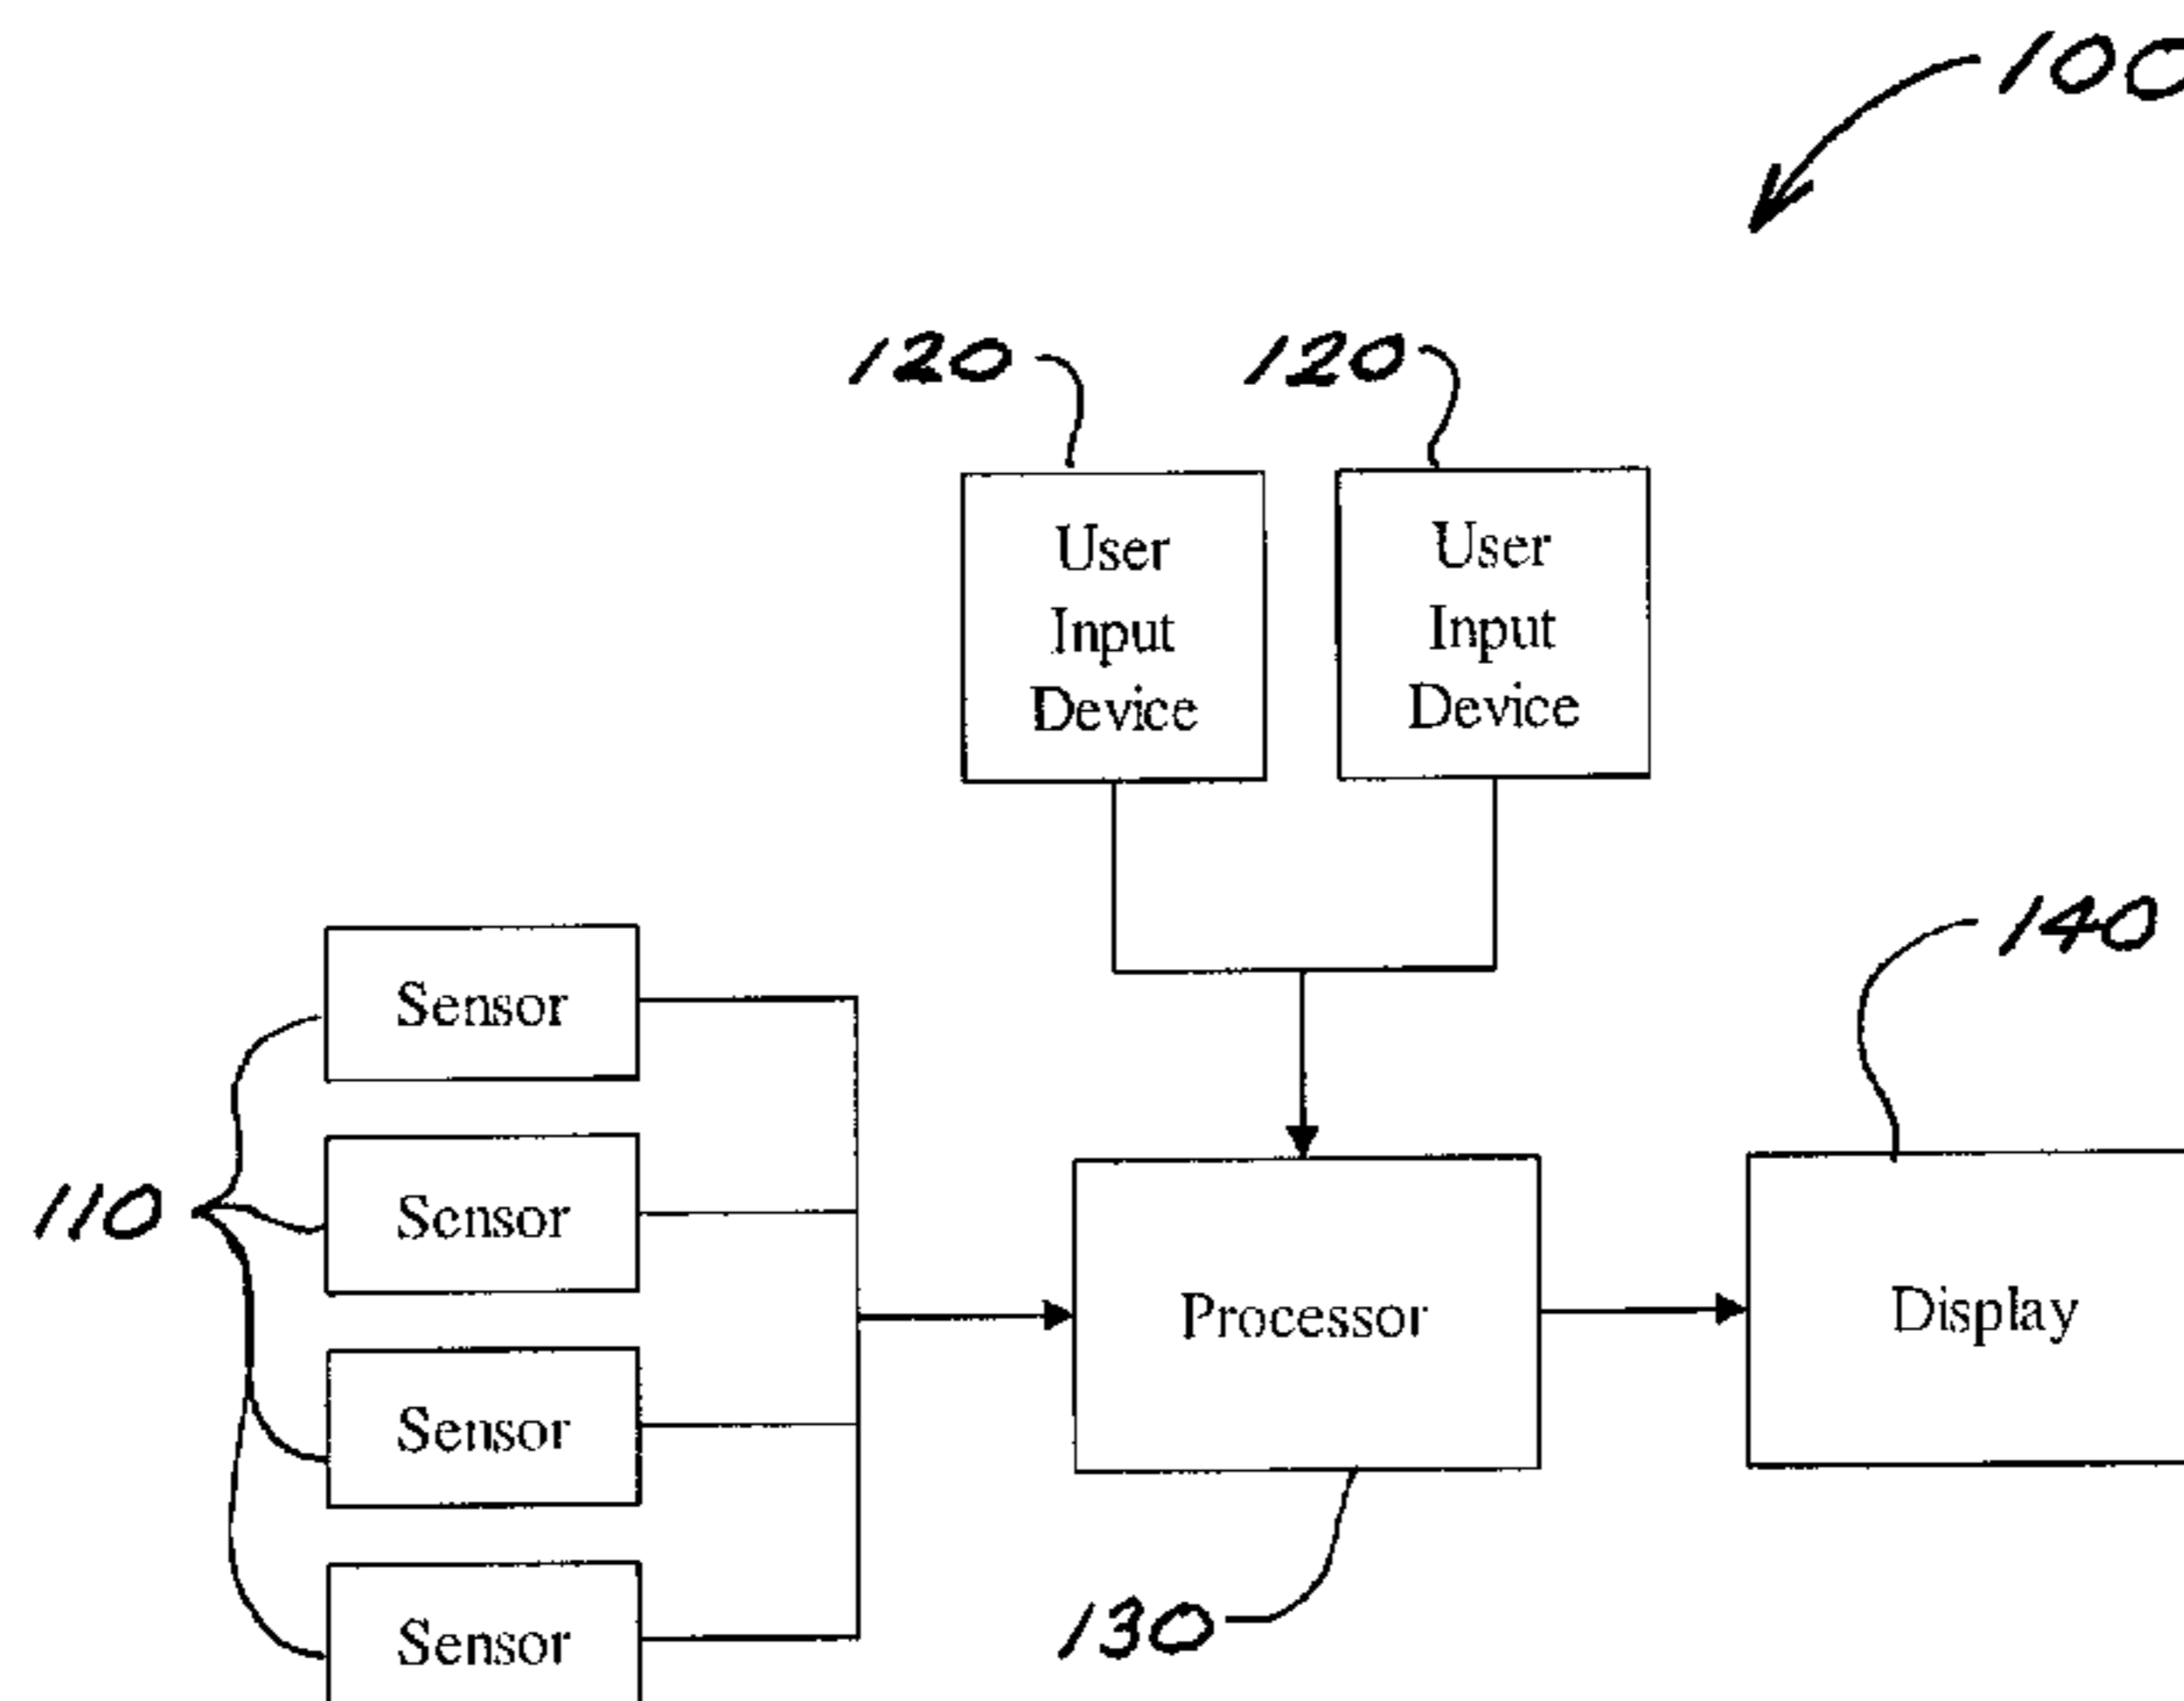 100
120
120
User
Input
Device
User
Input
Device
140
Sensor
110
Sensor
Processor
Display
Sensor
130
Sensor